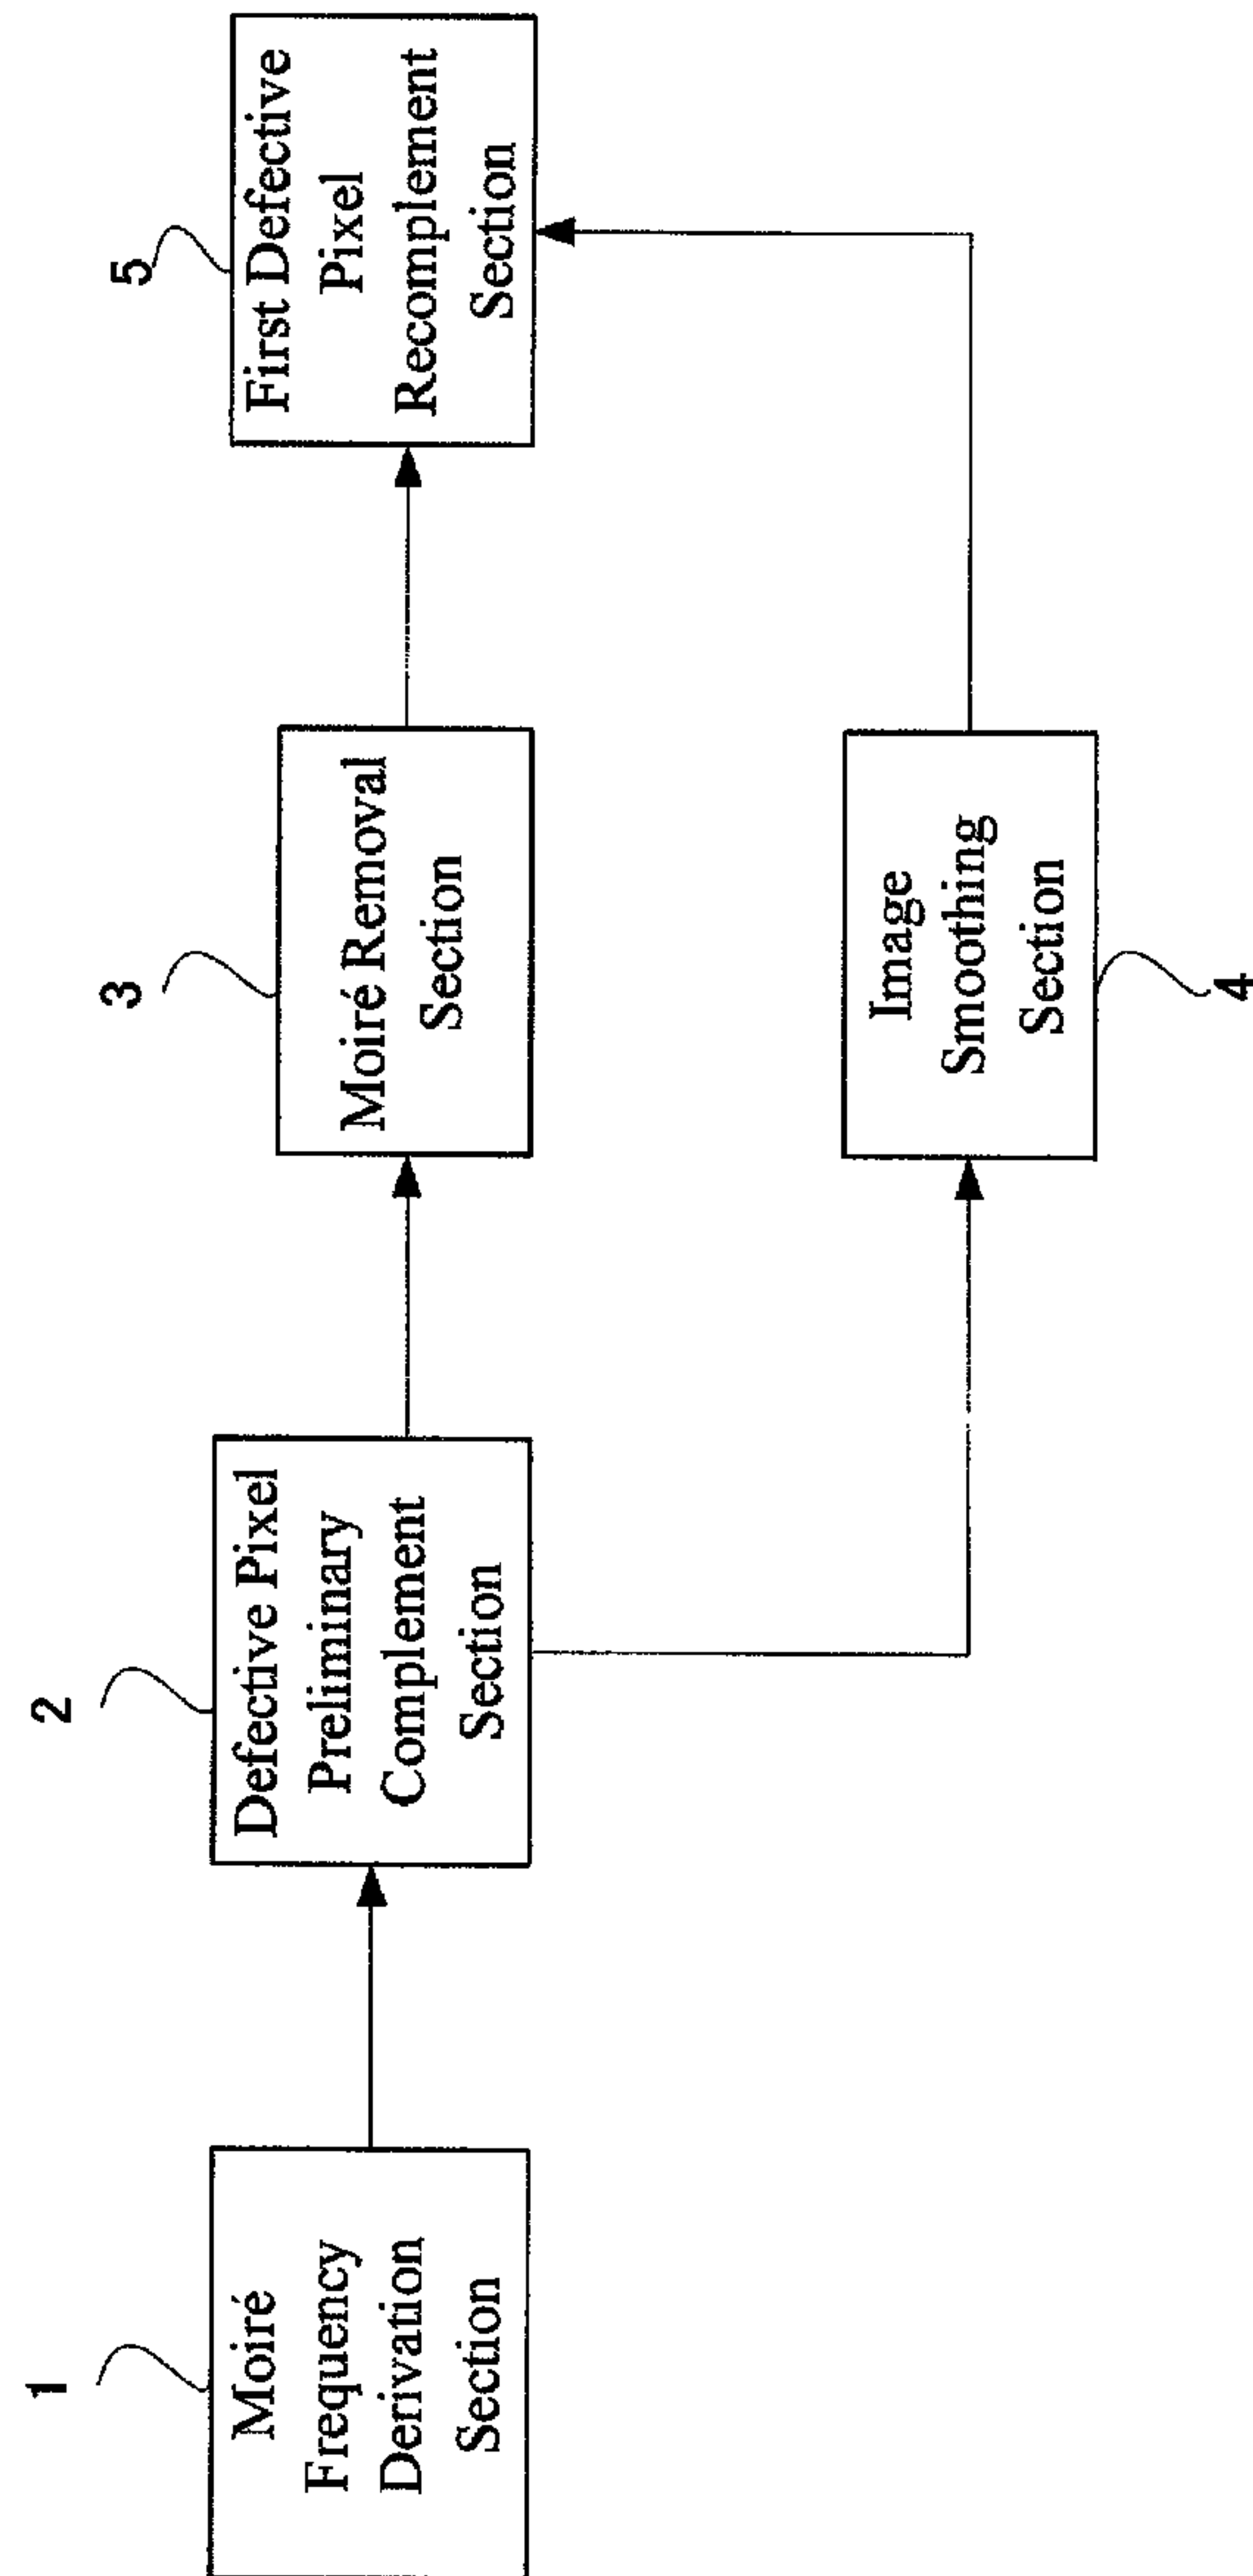 1
Moiré
Frequency
Derivation
Section
2
Defective Pixel
Preliminary
Complement
Section
3
Moiré Removal
Section
4
Image
Smoothing
Section
5
First Defective
Pixel
Recomplement
Section